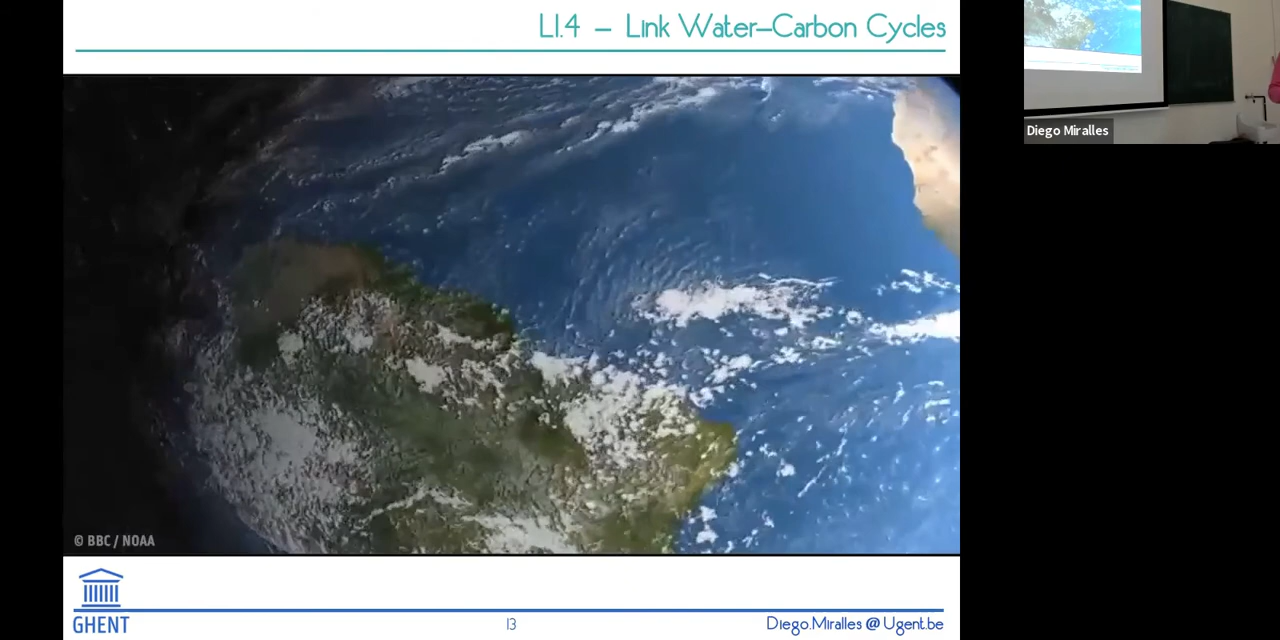 L1.4 – Link Water–Carbon Cycles
Diego Miralles
© BBC / NOAA
GHENT
13
Diego.Miralles @ Ugent.be